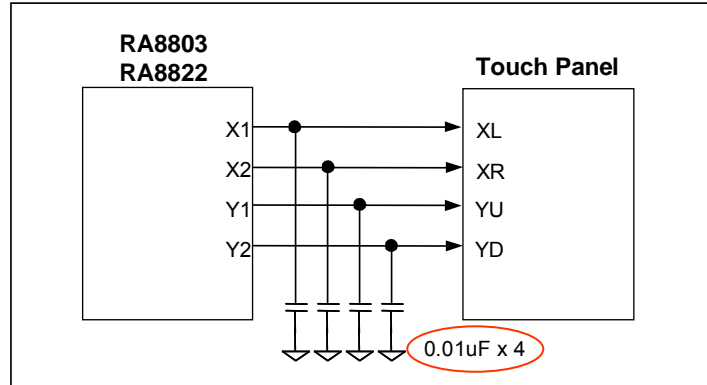 RA8803
RA8822
Touch Panel
X1
XL
X2
XR
Y1
YU
Y2
YD
0.01uF x 4